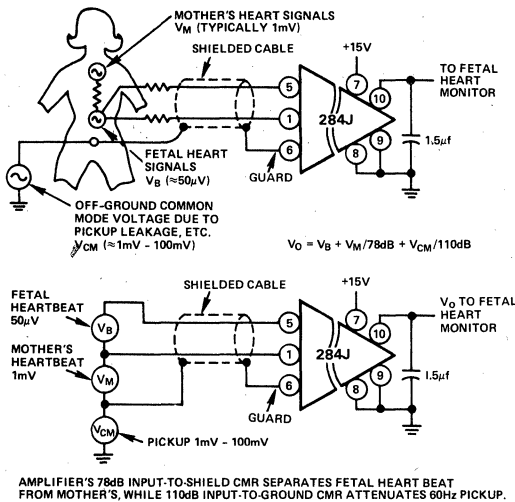 MOTHER'S HEART SIGNALS
VM (TYPICALLY 1mV)
SHIELDED CABLE
+15V
TO FETAL
HEART
MONITOR
5
7
10
1
284J
6
8
9
1.5μf
GUARD
FETAL HEART
SIGNALS
VB (≈50μV)
OFF-GROUND COMMON
MODE VOLTAGE DUE TO
PICKUP LEAKAGE, ETC.
VCM (≈1mV - 100mV)
VO = VB + VM/78dB + VCM/110dB
SHIELDED CABLE
+15V
FETAL
HEARTBEAT
50μV
VB
5
7
10
VO TO FETAL
HEART
MONITOR
MOTHER'S
HEARTBEAT
1mV
VM
1
284J
6
8
9
1.5μf
GUARD
VCM
PICKUP 1mV - 100mV
AMPLIFIER'S 78dB INPUT-TO-SHIELD CMR SEPARATES FETAL HEART BEAT
FROM MOTHER'S, WHILE 110dB INPUT-TO-GROUND CMR ATTENUATES 60Hz PICKUP.